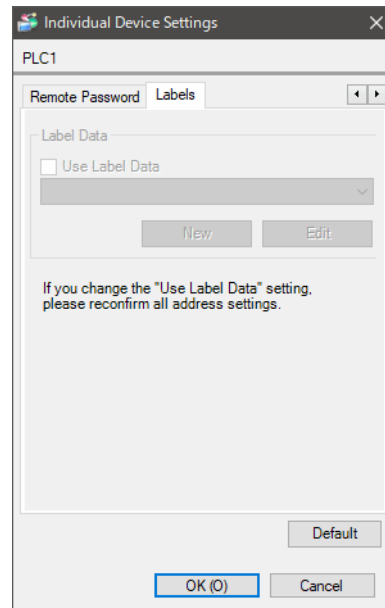 Individual Device Settings
PLC1
Remote Password Labels
Label Data
Use Label Data
New Edit
If you change the "Use Label Data" setting,
please reconfirm all address settings.
Default
OK (O) Cancel